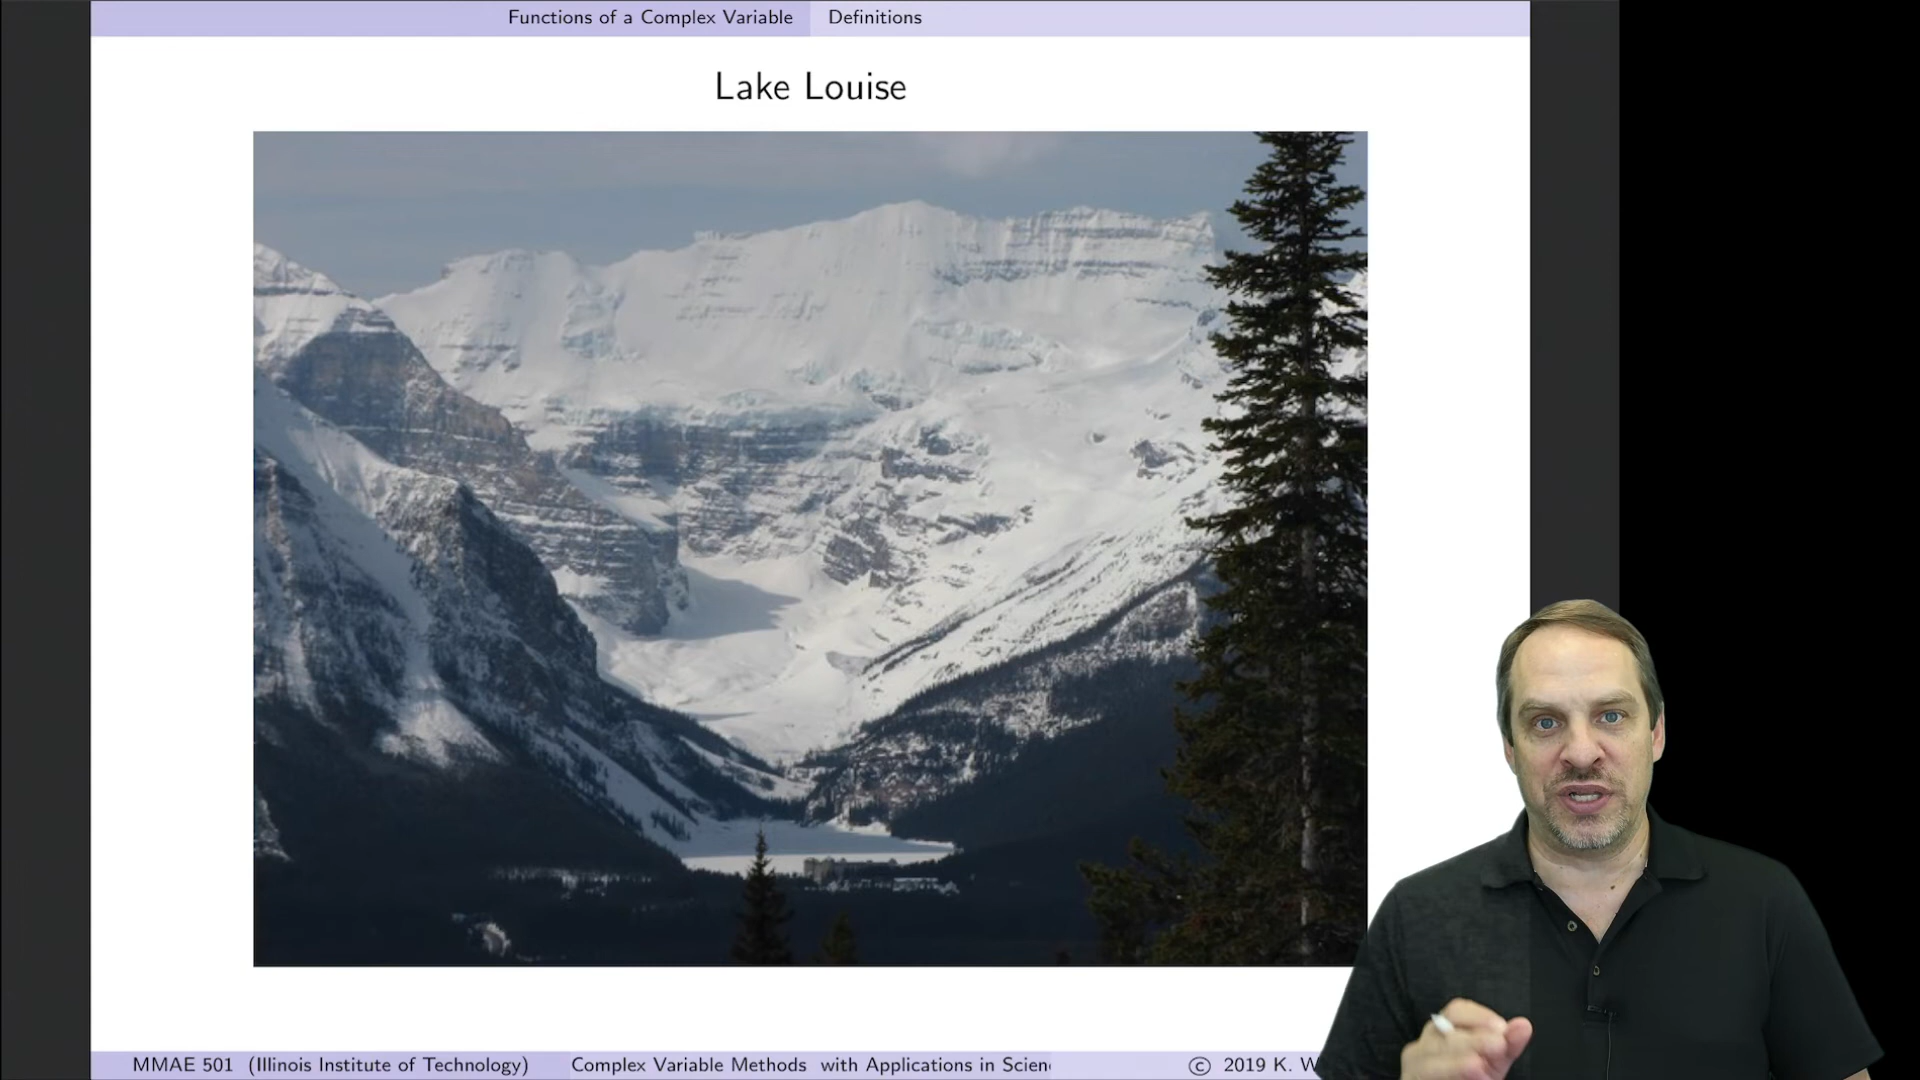 Functions of a Complex Variable Definitions
Lake Louise
MMAE 501 (Illinois Institute of Technology) Complex Variable Methods with Applications in © 2019 K.